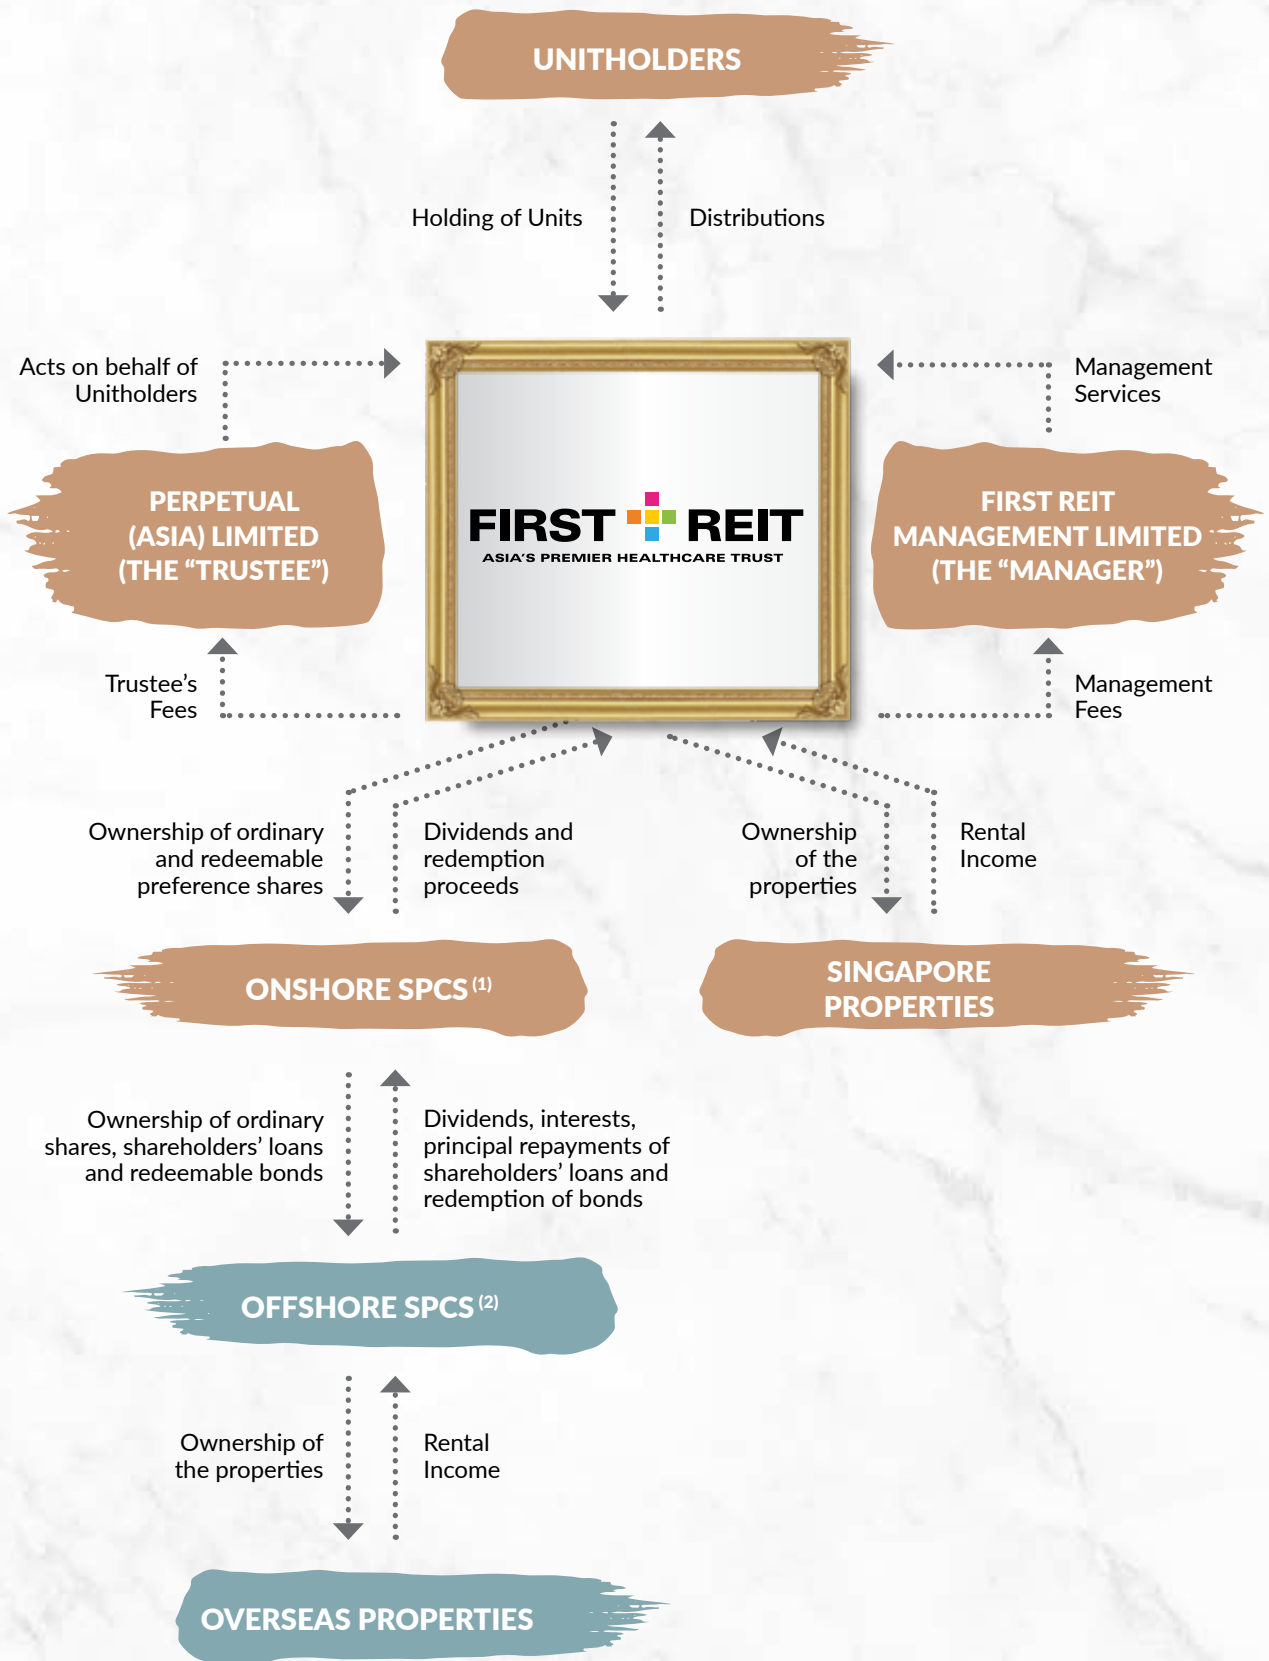 UNITHOLDERS
Holding of Units
Distributions
Acts on behalf of
Unitholders
Management
Services
PERPETUAL
(ASIA) LIMITED
(THE “TRUSTEE”)
FIRST REIT
ASIA’S PREMIER HEALTHCARE TRUST
FIRST REIT
MANAGEMENT LIMITED
(THE “MANAGER”)
Trustee’s
Fees
Management
Fees
Ownership of ordinary
and redeemable
preference shares
Dividends and
redemption
proceeds
Ownership
of the
properties
Rental
Income
ONSHORE SPCS (1)
SINGAPORE
PROPERTIES
Ownership of ordinary
shares, shareholders’ loans
and redeemable bonds
Dividends, interests,
principal repayments of
shareholders’ loans and
redemption of bonds
OFFSHORE SPCS (2)
Ownership of
the properties
Rental
Income
OVERSEAS PROPERTIES